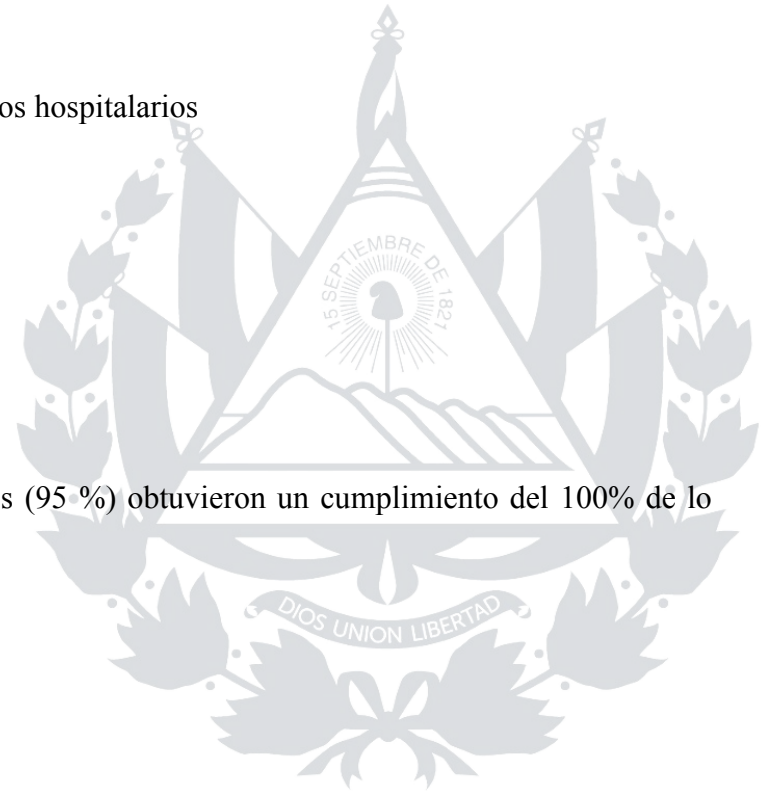 os hospitalarios
15 SEPTIEMBRE DE 1821
s (95 %) obtuvieron un cumplimiento del 100% de lo
DIOS UNION LIBERTAD